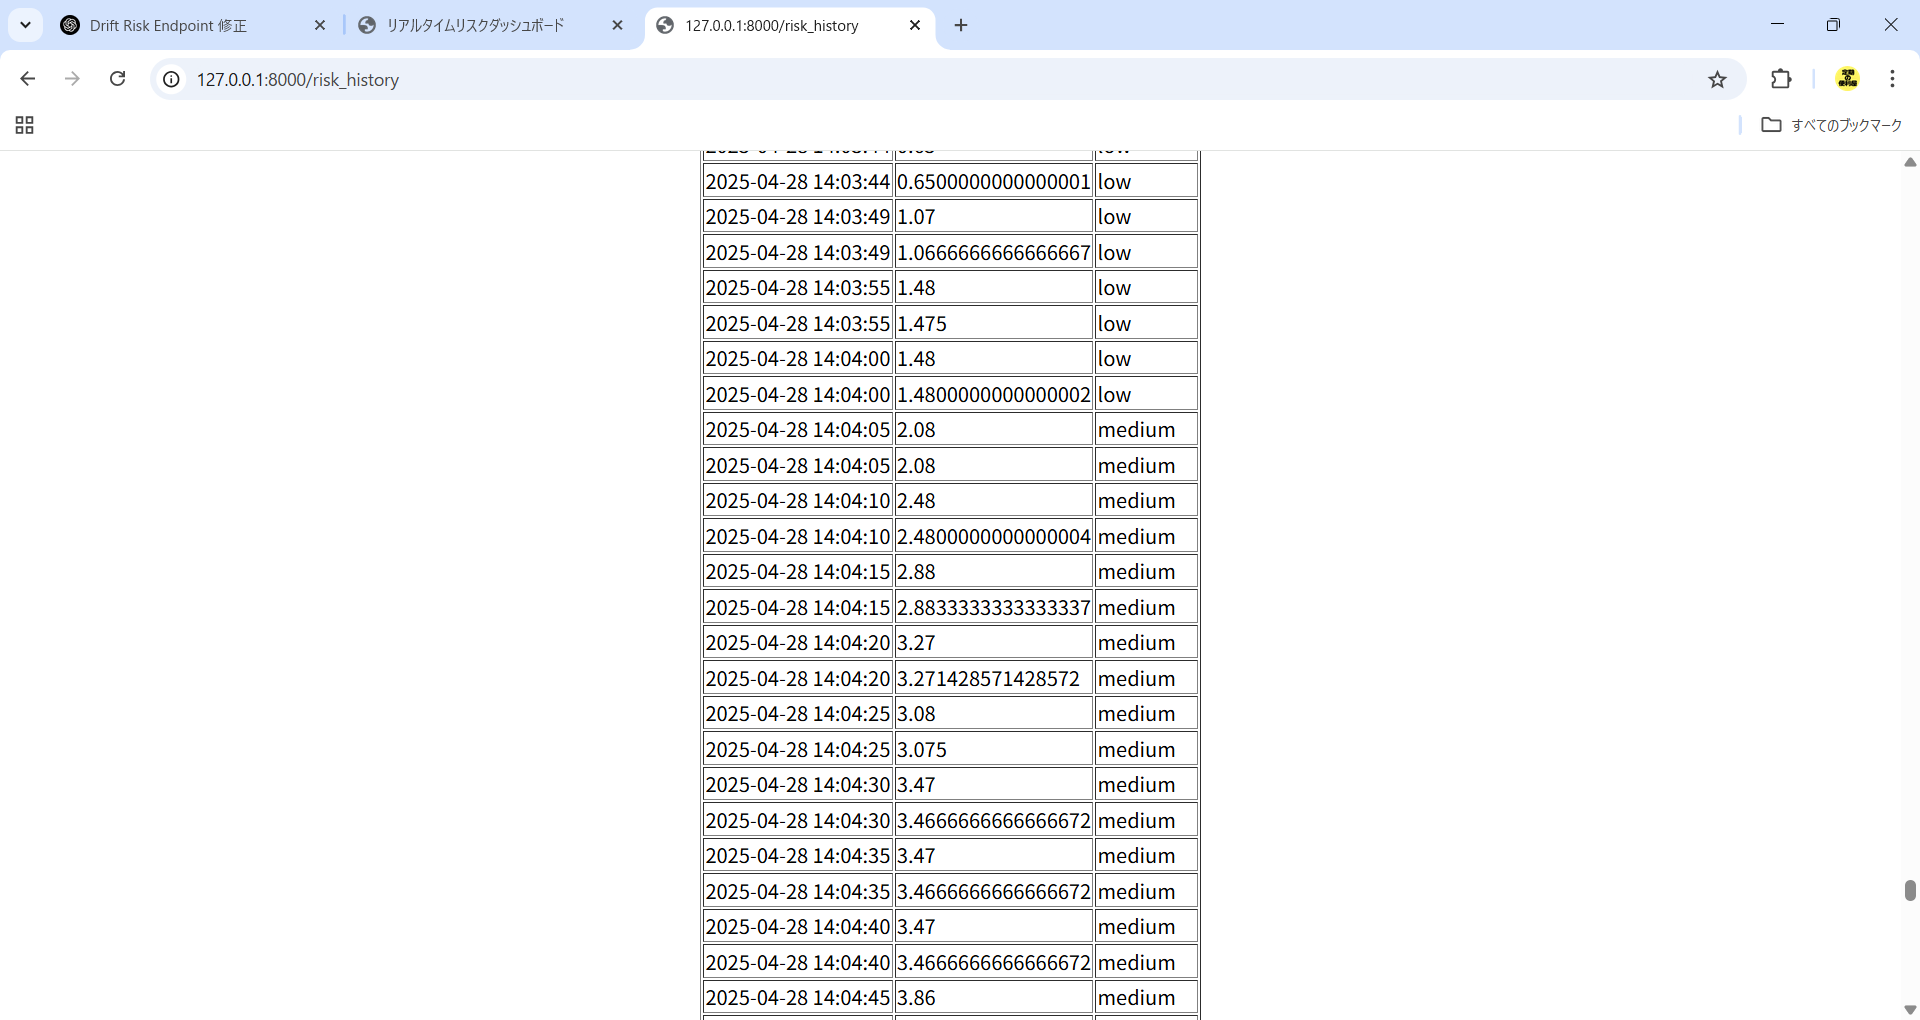 Drift Risk Endpoint 修正
リアルタイムリスクダッシュボード
127.0.0.1:8000/risk_history
127.0.0.1:8000/risk_history
すべてのブックマーク
2025-04-28 14:03:44 0.6500000000000001 low
2025-04-28 14:03:49 1.07 low
2025-04-28 14:03:49 1.0666666666666667 low
2025-04-28 14:03:55 1.48 low
2025-04-28 14:03:55 1.475 low
2025-04-28 14:04:00 1.48 low
2025-04-28 14:04:00 1.4800000000000002 low
2025-04-28 14:04:05 2.08 medium
2025-04-28 14:04:05 2.08 medium
2025-04-28 14:04:10 2.48 medium
2025-04-28 14:04:10 2.4800000000000004 medium
2025-04-28 14:04:15 2.88 medium
2025-04-28 14:04:15 2.8833333333333337 medium
2025-04-28 14:04:20 3.27 medium
2025-04-28 14:04:20 3.271428571428572 medium
2025-04-28 14:04:25 3.08 medium
2025-04-28 14:04:25 3.075 medium
2025-04-28 14:04:30 3.47 medium
2025-04-28 14:04:30 3.4666666666666672 medium
2025-04-28 14:04:35 3.47 medium
2025-04-28 14:04:35 3.4666666666666672 medium
2025-04-28 14:04:40 3.47 medium
2025-04-28 14:04:40 3.4666666666666672 medium
2025-04-28 14:04:45 3.86 medium